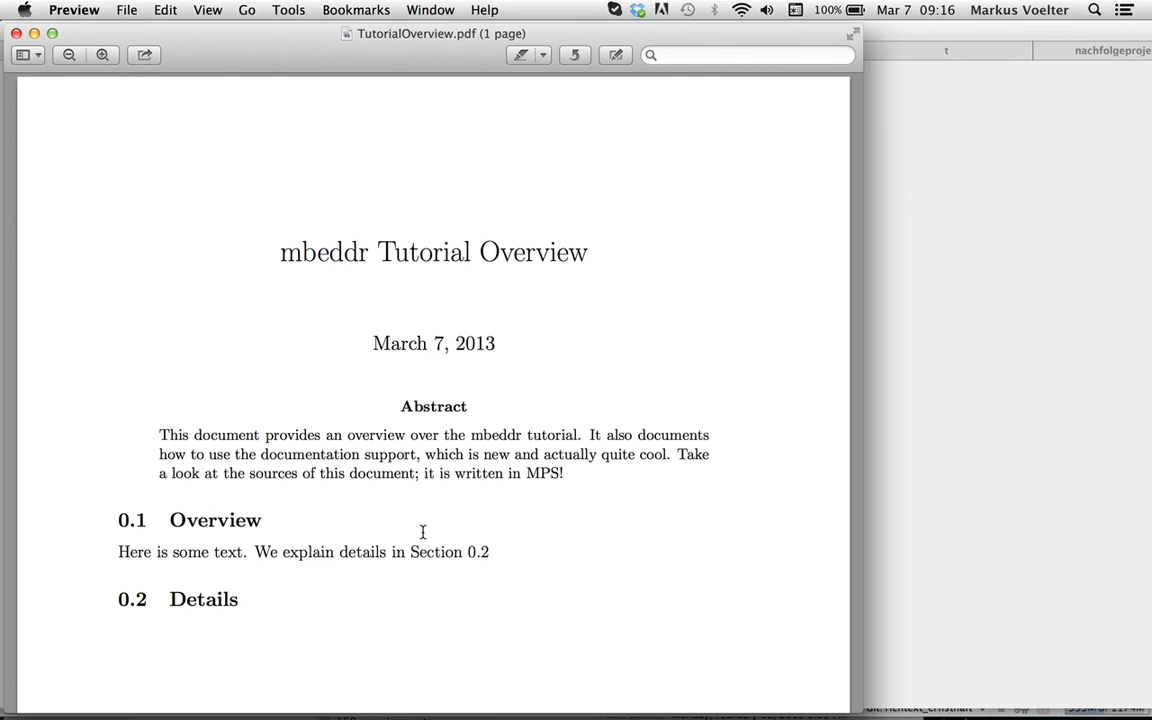 Preview File Edit View Go Tools Bookmarks Window Help 100% Mar 7 09:16 Markus Voelter
TutorialOverview.pdf (1 page)
t nachfolgeproje
mbeddr Tutorial Overview
March 7, 2013
Abstract
This document provides an overview over the mbeddr tutorial. It also documents
how to use the documentation support, which is new and actually quite cool. Take
a look at the sources of this document; it is written in MPS!
0.1 Overview
Here is some text. We explain details in Section 0.2
0.2 Details